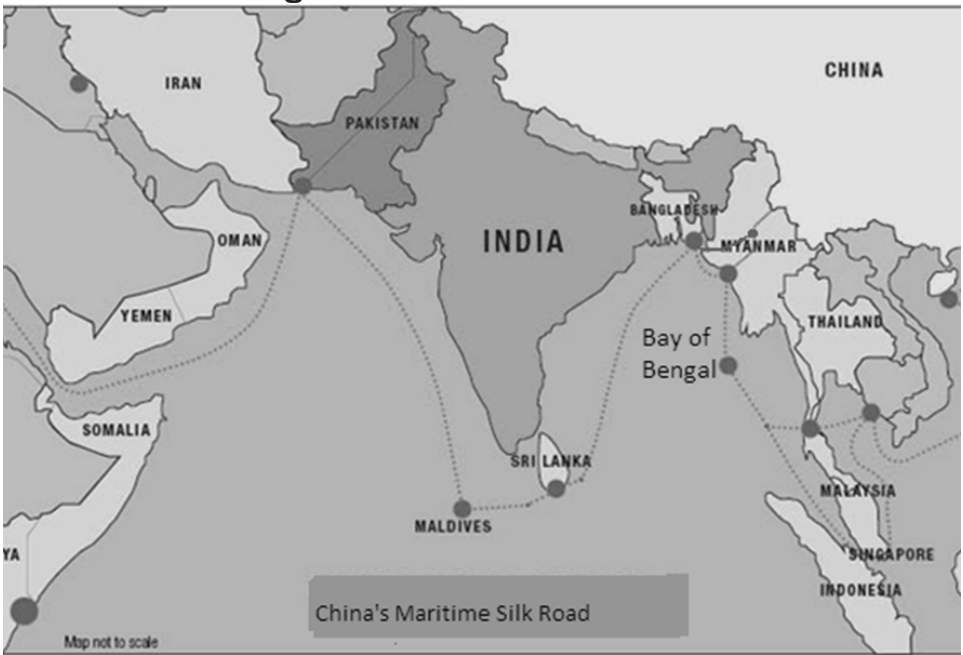 IRAN
CHINA
PAKISTAN
BANGLADESH
OMAN
INDIA
MYANMAR
YEMEN
THAILAND
Bay of
Bengal
SOMALIA
SRI LANKA
MALAYSIA
MALDIVES
YA
SINGAPORE
INDONESIA
China's Maritime Silk Road
Map not to scale